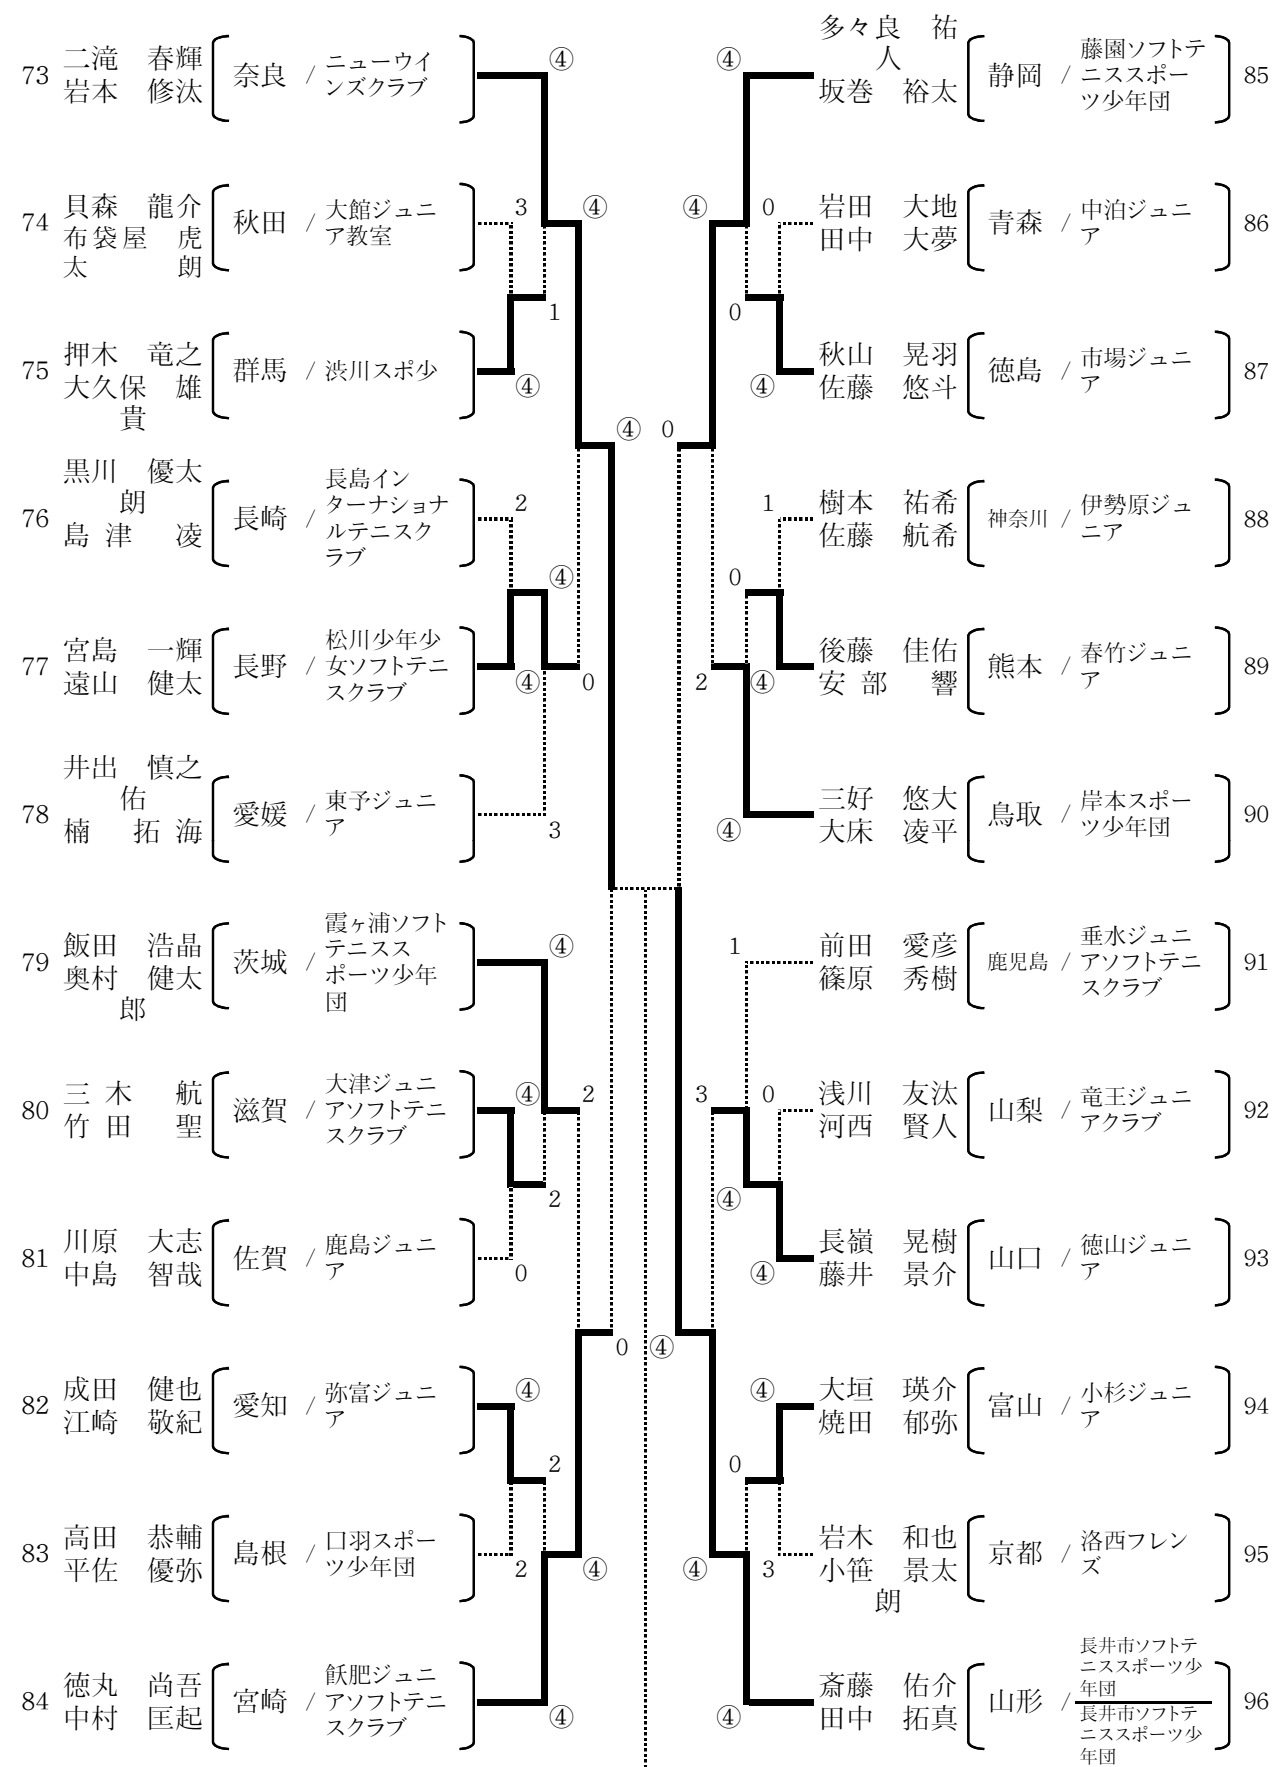 73
二滝 春輝
岩本 修汰
奈良
/
ニューウイ
ンズクラブ
④
74
貝森 龍介
布袋屋 虎
太 朗
秋田
/
大館ジュニ
ア教室
3
④
1
75
押木 竜之
大久保 雄
貴
群馬
/
渋川スポ少
④
④
76
黒川 優太
朗
島津 凌
長崎
/
長島イン
ターナショナ
ルテニスク
ラブ
2
④
77
宮島 一輝
遠山 健太
長野
/
松川少年少
女ソフトテニ
スクラブ
④
0
78
井出 慎之
佑
楠 拓海
愛媛
/
東予ジュニ
ア
3
79
飯田 浩晶
奥村 健太
郎
茨城
/
霞ヶ浦ソフト
テニスス
ポーツ少年
団
④
80
三木 航
竹田 聖
滋賀
/
大津ジュニ
アソフトテニ
スクラブ
④
2
2
81
川原 大志
中島 智哉
佐賀
/
鹿島ジュニ
ア
0
0
82
成田 健也
江崎 敬紀
愛知
/
弥富ジュニ
ア
④
2
83
高田 恭輔
平佐 優弥
島根
/
口羽スポー
ツ少年団
2
④
84
徳丸 尚吾
中村 匡起
宮崎
/
飫肥ジュニ
アソフトテニ
スクラブ
④
④
多々良 祐
人
坂巻 裕太
静岡
/
藤園ソフトテ
ニススポー
ツ少年団
85
④
0
岩田 大地
田中 大夢
青森
/
中泊ジュニ
ア
86
0
④
秋山 晃羽
佐藤 悠斗
徳島
/
市場ジュニ
ア
87
0
1
樹本 祐希
佐藤 航希
神奈川
/
伊勢原ジュ
ニア
88
0
2
④
後藤 佳佑
安部 響
熊本
/
春竹ジュニ
ア
89
④
三好 悠大
大床 凌平
鳥取
/
岸本スポー
ツ少年団
90
1
前田 愛彦
篠原 秀樹
鹿児島
/
垂水ジュニ
アソフトテニ
スクラブ
91
3
0
浅川 友汰
河西 賢人
山梨
/
竜王ジュニ
アクラブ
92
④
④
長嶺 晃樹
藤井 景介
山口
/
徳山ジュニ
ア
93
④
④
大垣 瑛介
焼田 郁弥
富山
/
小杉ジュニ
ア
94
0
④
3
岩木 和也
小笹 景太
朗
京都
/
洛西フレン
ズ
95
④
斎藤 佑介
田中 拓真
山形
/
長井市ソフトテ
ニススポーツ少
年団
長井市ソフトテ
ニススポーツ少
年団
96